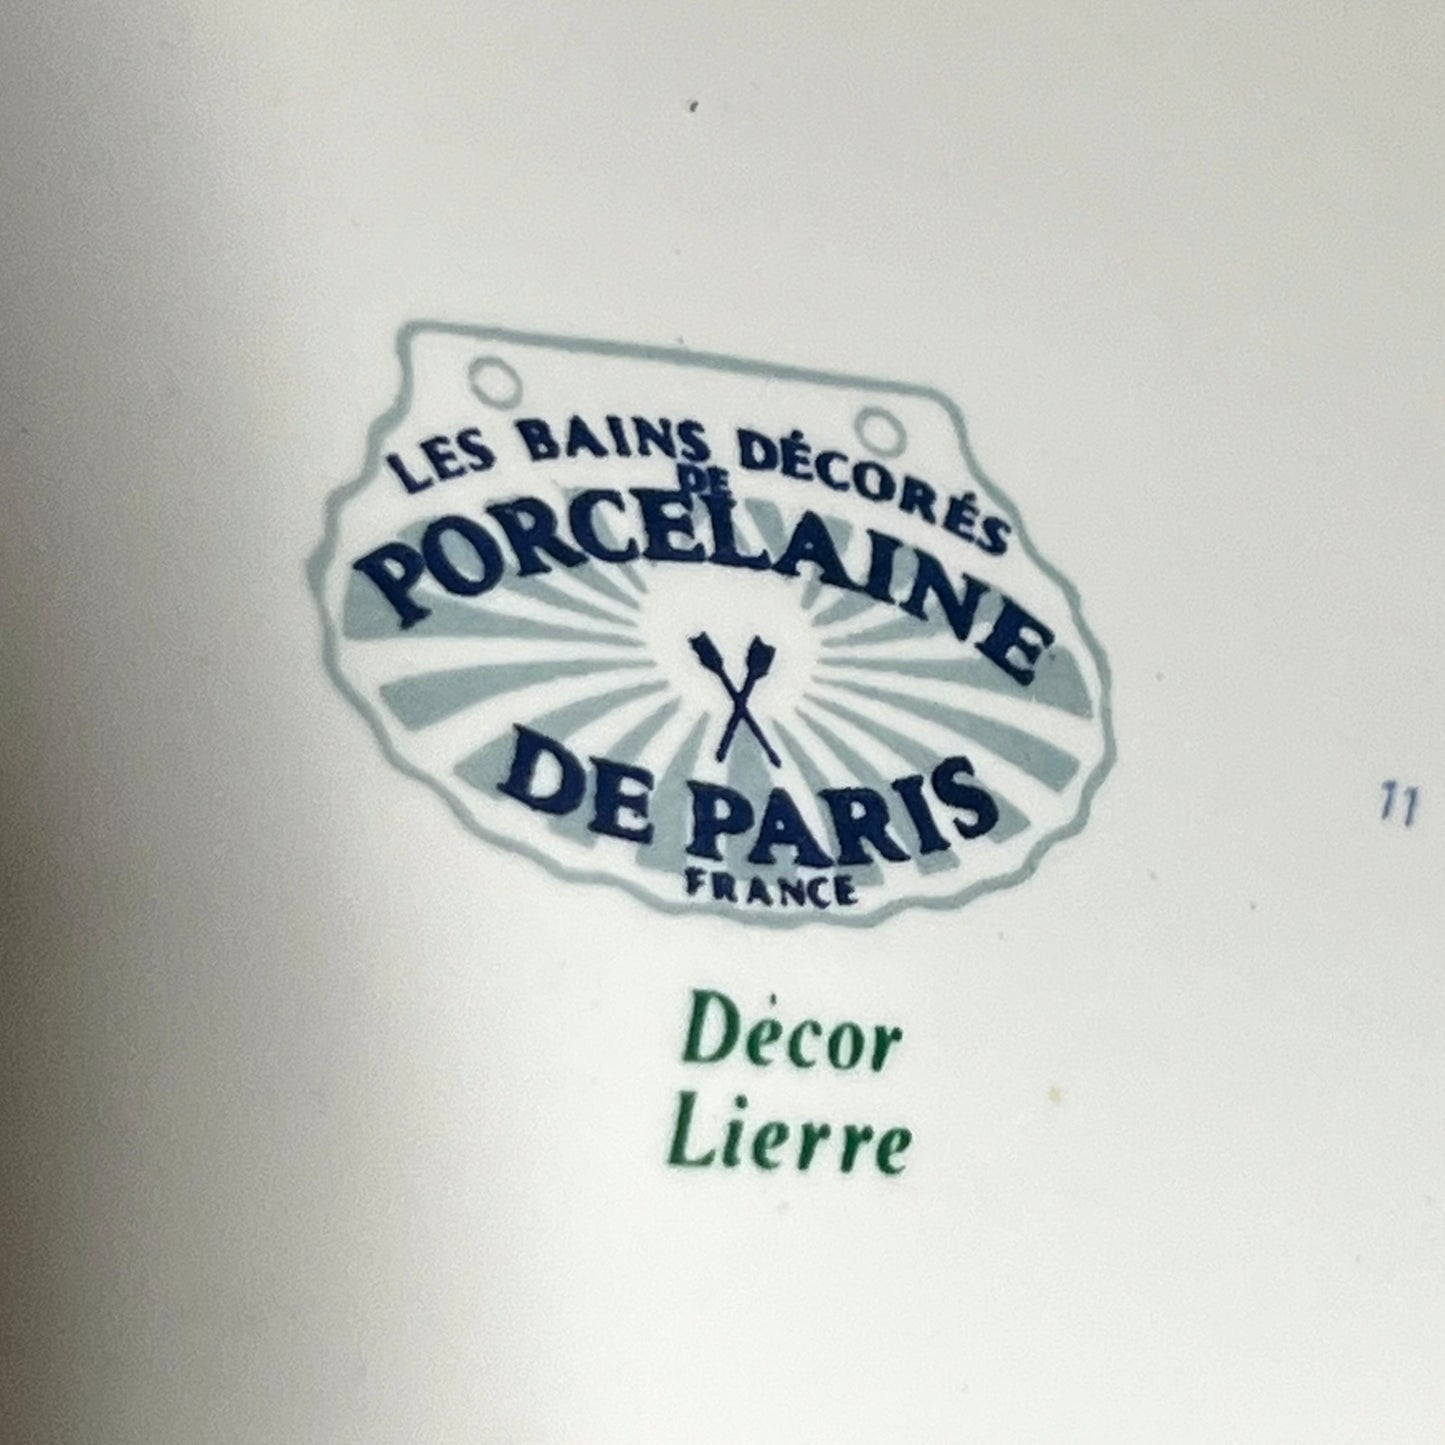 LES BAINS DÉCORÉS
DE
PORCELAINE
DE PARIS
FRANCE
Décor
Lierre
11